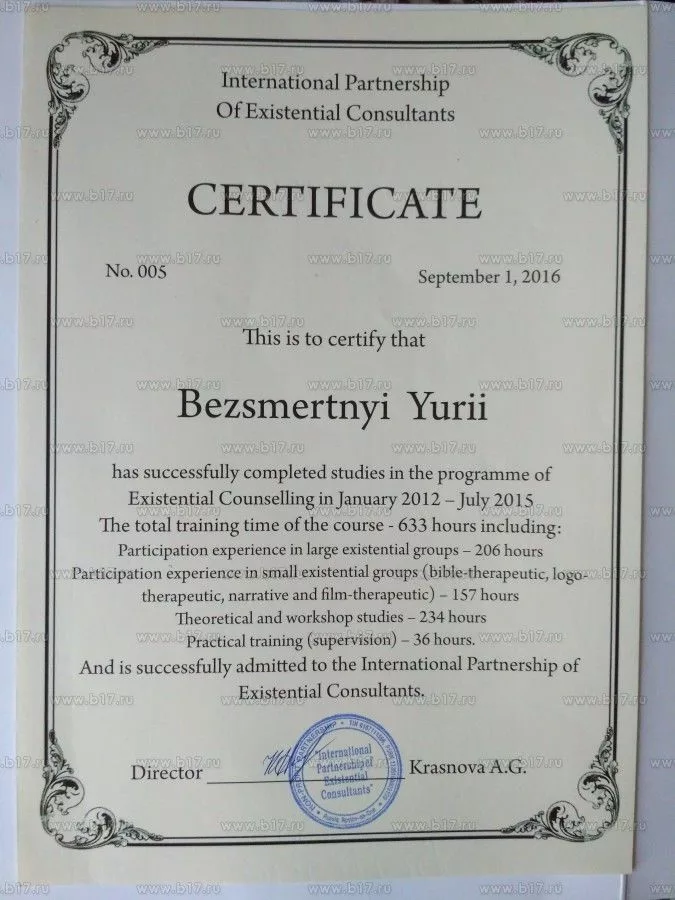 International Partnership
Of Existential Consultants
CERTIFICATE
No. 005
September 1, 2016
This is to certify that
Bezsmertnyi Yurii
has successfully completed studies in the programme of
Existential Counselling in January 2012 – July 2015
The total training time of the course - 633 hours including:
Participation experience in large existential groups – 206 hours
Participation experience in small existential groups (bible-therapeutic, logo-
therapeutic, narrative and film-therapeutic) – 157 hours
Theoretical and workshop studies – 234 hours
Practical training (supervision) – 36 hours.
And is successfully admitted to the International Partnership of
Existential Consultants.
Director
"International
Partnership of
Existential
Consultants"
Krasnova A.G.
www.b17.ru